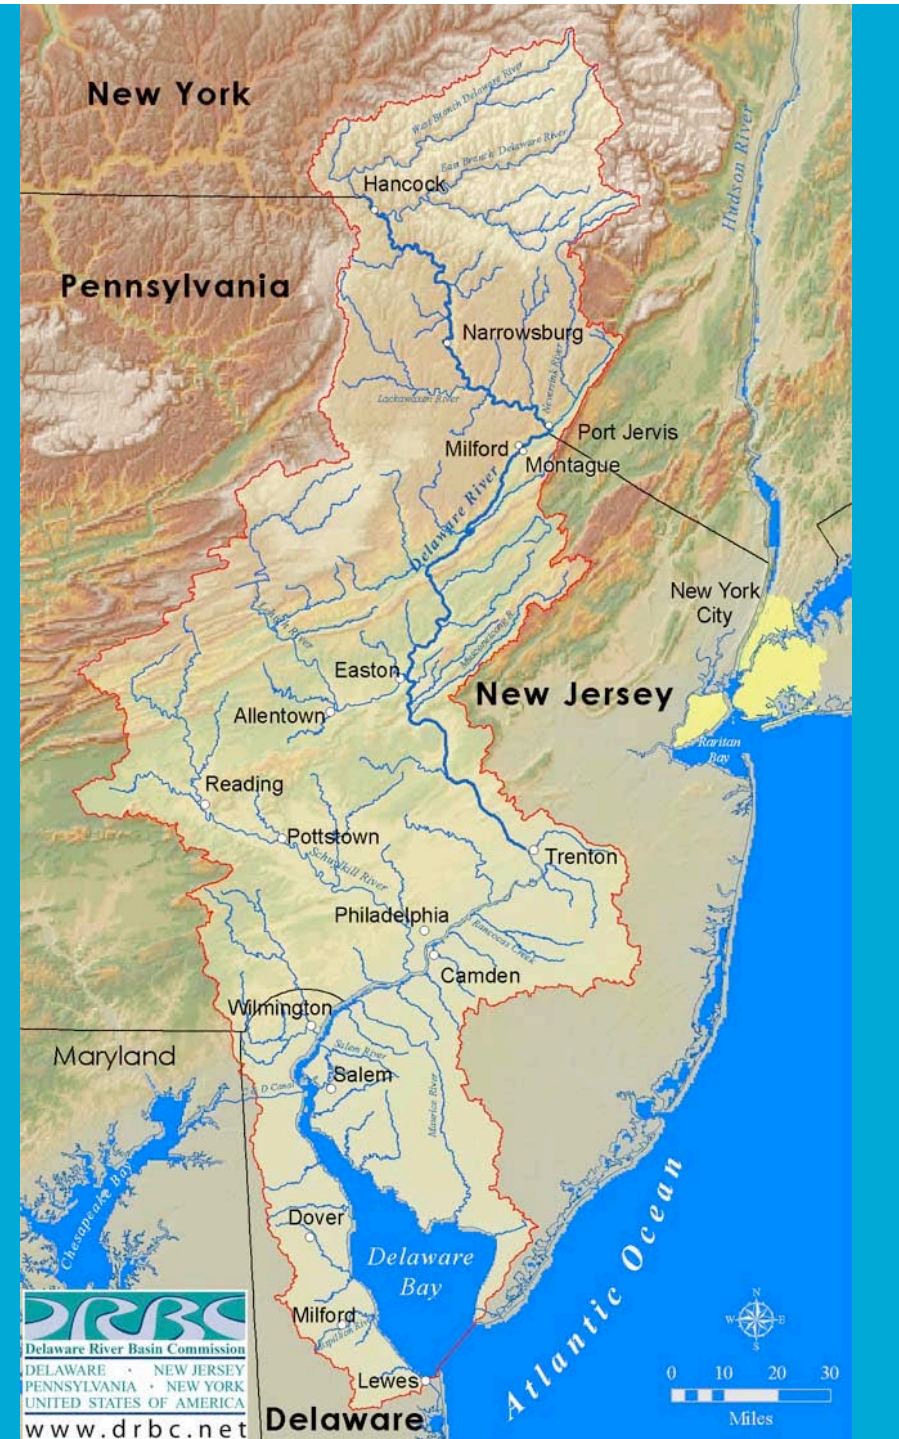 New York
West Branch Delaware River
East Branch Delaware River
Hudson River
Hancock
Pennsylvania
Narrowsburg
Neversink River
Lackawaxen River
Port Jervis
Milford
Montague
Delaware River
New York
City
Lehigh River
Musconetcong R.
Easton
New Jersey
Allentown
Raritan
Bay
Reading
Pottstown
Trenton
Schuylkill River
Philadelphia
Rancocas Creek
Camden
Wilmington
Maryland
Salem River
Salem
C & D Canal
Maurice River
Chesapeake Bay
Atlantic Ocean
Dover
Delaware
Bay
Milford
Mispillion River
N
W E
S
DRBC
Delaware River Basin Commission
DELAWARE • NEW JERSEY
PENNSYLVANIA • NEW YORK
UNITED STATES OF AMERICA
www.drbc.net
Lewes
Delaware
0 10 20 30
Miles